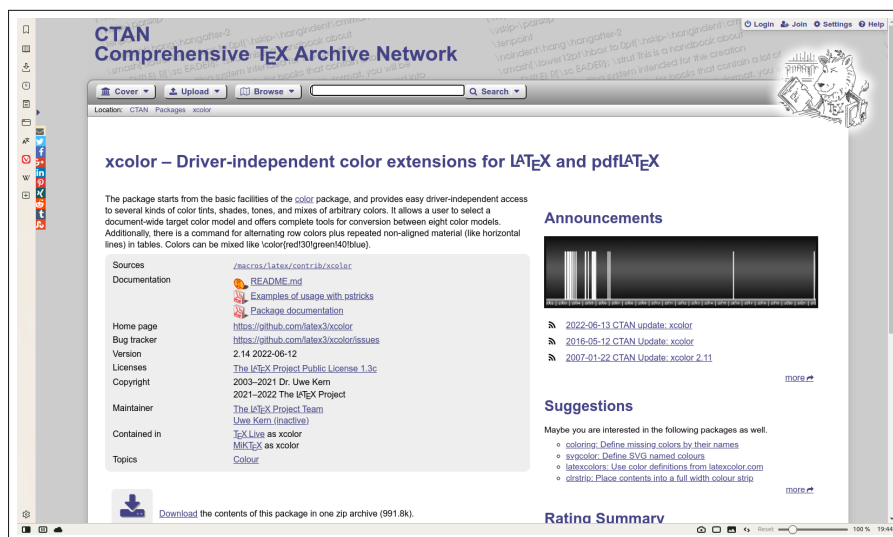 Login Join Settings Help
CTAN
Comprehensive TEX Archive Network
Cover Upload Browse Search
Location: CTAN Packages xcolor
xcolor – Driver-independent color extensions for LATEX and pdfLATEX
The package starts from the basic facilities of the color package, and provides easy driver-independent access
to several kinds of color tints, shades, tones, and mixes of arbitrary colors. It allows a user to select a
document-wide target color model and offers complete tools for conversion between eight color models.
Additionally, there is a command for alternating row colors plus repeated non-aligned material (like horizontal
lines) in tables. Colors can be mixed like \color{red!30!green!40!blue}.
Sources /macros/latex/contrib/xcolor
Documentation README.md
Examples of usage with pstricks
Package documentation
Home page https://github.com/latex3/xcolor
Bug tracker https://github.com/latex3/xcolor/issues
Version 2.14 2022-06-12
Licenses The LATEX Project Public License 1.3c
Copyright 2003–2021 Dr. Uwe Kern
2021–2022 The LATEX Project
Maintainer The LATEX Project Team
Uwe Kern (inactive)
Contained in TEX Live as xcolor
MiKTEX as xcolor
Topics Colour
Download the contents of this package in one zip archive (991.8k).
Announcements
2022-06-13 CTAN update: xcolor
2016-05-12 CTAN Update: xcolor
2007-01-22 CTAN Update: xcolor 2.11
more
Suggestions
Maybe you are interested in the following packages as well.
coloring: Define missing colors by their names
svgcolor: Define SVG named colours
latexcolors: Use color definitions from latexcolor.com
clrstrip: Place contents into a full width colour strip
more
Rating Summary
Reset 100 % 19:44